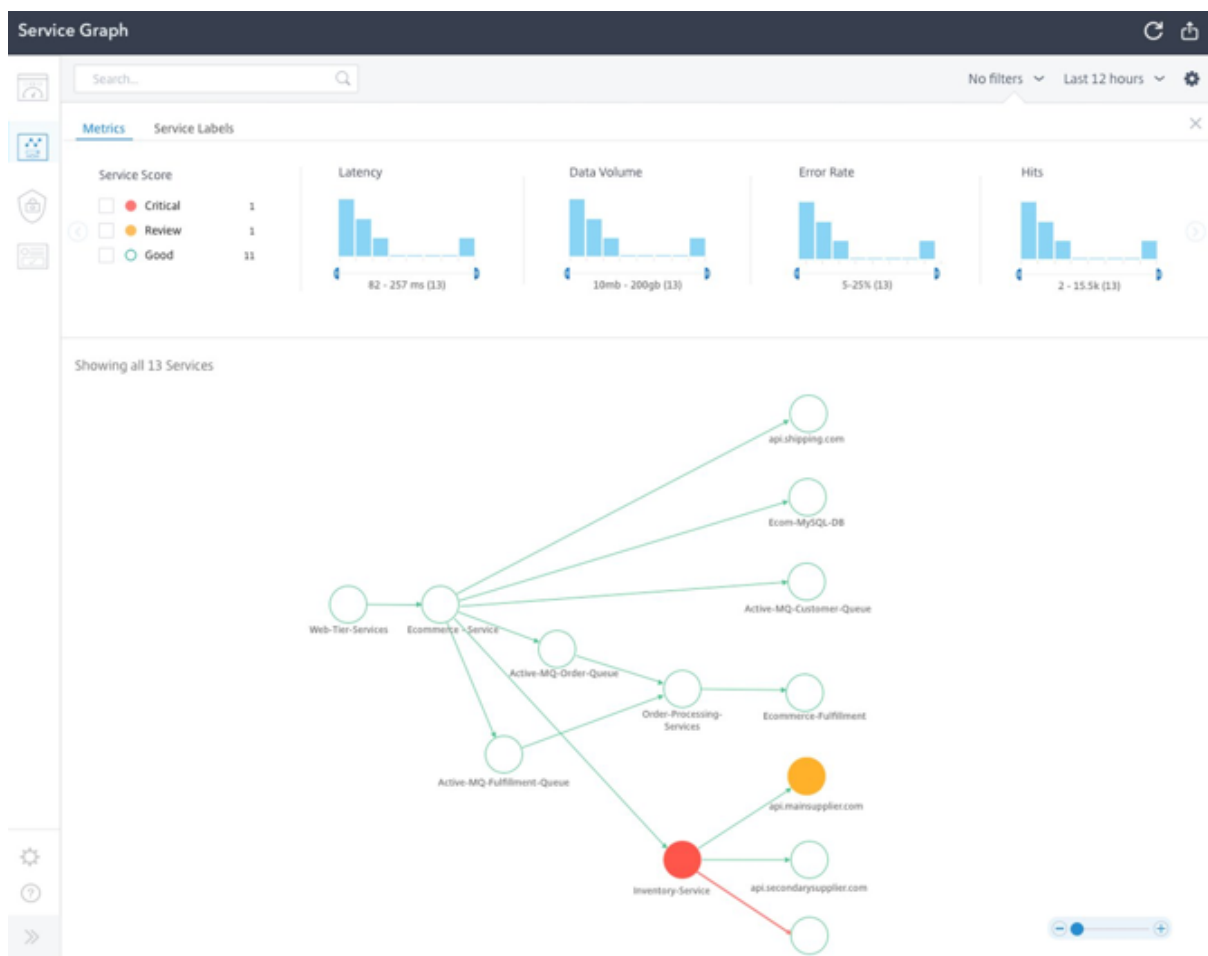 Service Graph
Search...
No filters
Last 12 hours
Metrics
Service Labels
Service Score
Critical 1
Review 1
Good 11
Latency
82 - 257 ms (13)
Data Volume
10mb - 200gb (13)
Error Rate
5-25% (13)
Hits
2 - 15.5k (13)
Showing all 13 Services
api.shipping.com
Ecom-MySQL-DB
Active-MQ-Customer-Queue
Web-Tier-Services
Ecommerce - Service
Active-MQ-Order-Queue
Order-Processing-
Services
Ecommerce-Fulfillment
Active-MQ-Fulfillment-Queue
api.mainsupplier.com
Inventory-Service
api.secondarysupplier.com